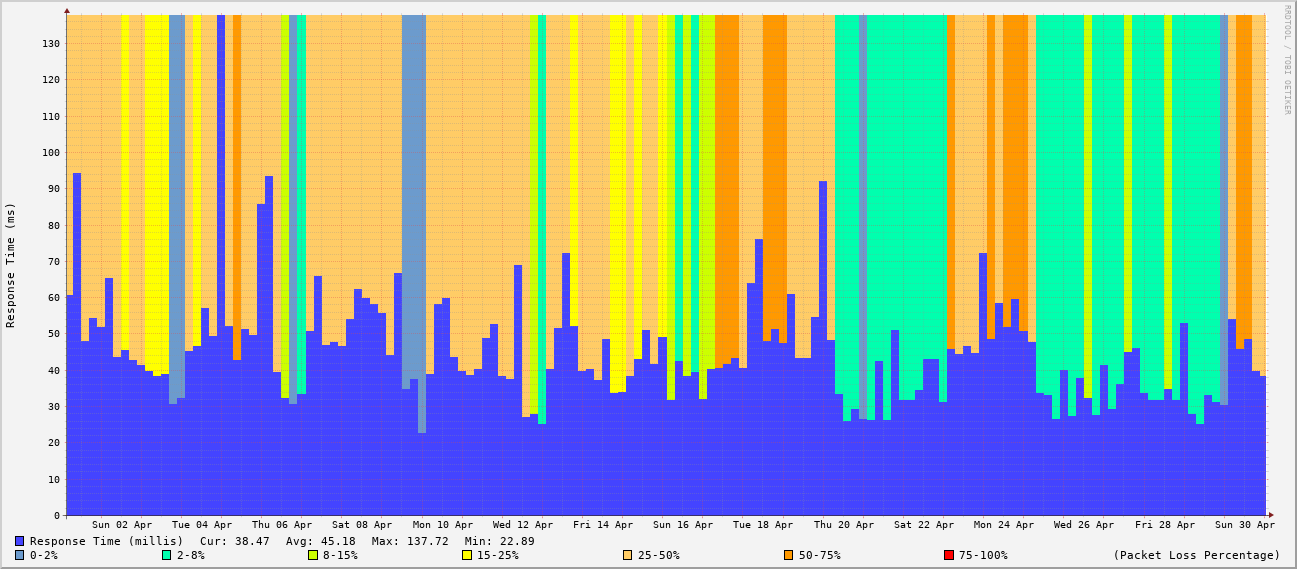 RRDTOOL / TOBI OETIKER
Response Time (ms)
130
120
110
100
90
80
70
60
50
40
30
20
10
0
Sun 02 Apr Tue 04 Apr Thu 06 Apr Sat 08 Apr Mon 10 Apr Wed 12 Apr Fri 14 Apr Sun 16 Apr Tue 18 Apr Thu 20 Apr Sat 22 Apr Mon 24 Apr Wed 26 Apr Fri 28 Apr Sun 30 Apr
Response Time (millis) Cur: 38.47 Avg: 45.18 Max: 137.72 Min: 22.89
0-2% 2-8% 8-15% 15-25% 25-50% 50-75% 75-100% (Packet Loss Percentage)